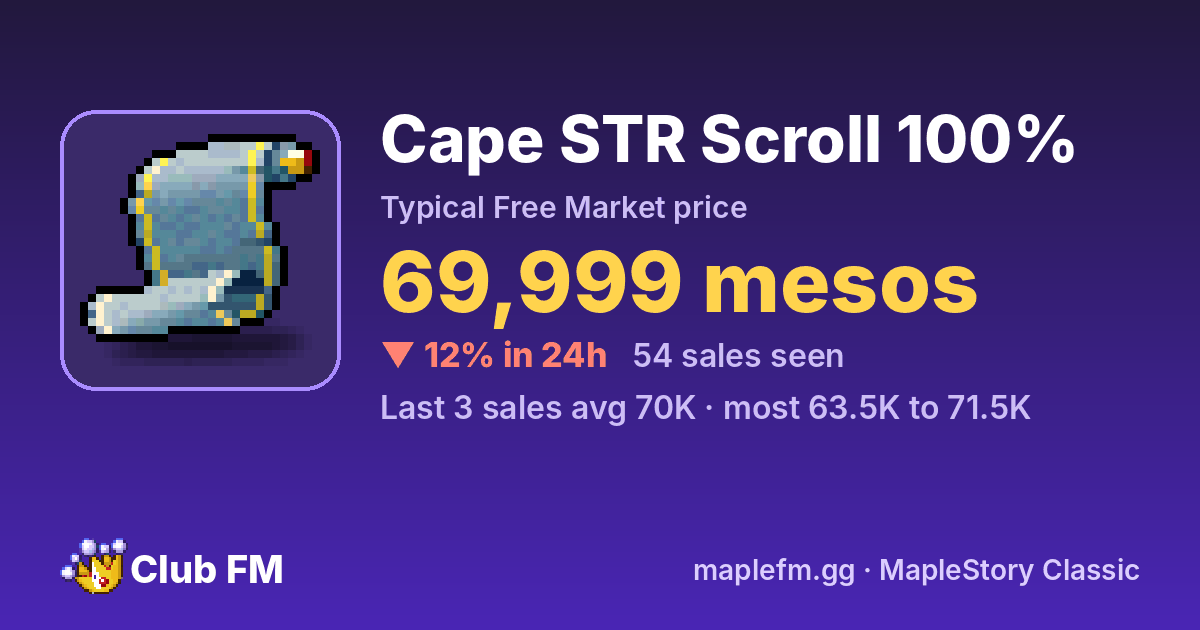 Cape STR Scroll 100%
Typical Free Market price
69,999 mesos
▼ 12% in 24h 54 sales seen
Last 3 sales avg 70K · most 63.5K to 71.5K
Club FM
maplefm.gg · MapleStory Classic